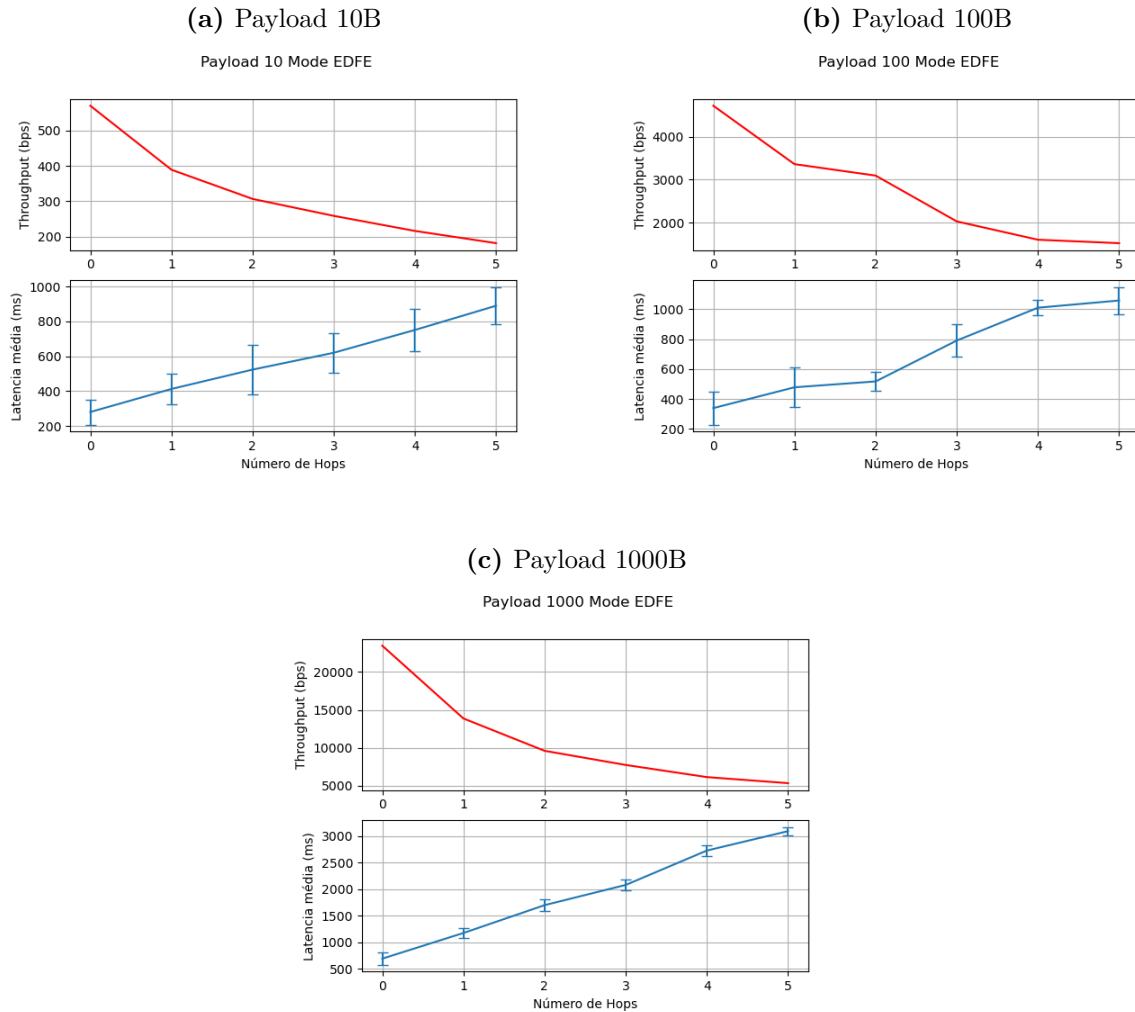 (a) Payload 10B
Payload 10 Mode EDFE
Throughput (bps)
500
400
300
200
0 1 2 3 4 5
Latencia média (ms)
1000
800
600
400
200
0 1 2 3 4 5
Número de Hops
(b) Payload 100B
Payload 100 Mode EDFE
Throughput (bps)
4000
3000
2000
0 1 2 3 4 5
Latencia média (ms)
1000
800
600
400
200
0 1 2 3 4 5
Número de Hops
(c) Payload 1000B
Payload 1000 Mode EDFE
Throughput (bps)
20000
15000
10000
5000
0 1 2 3 4 5
Latencia média (ms)
3000
2500
2000
1500
1000
500
0 1 2 3 4 5
Número de Hops